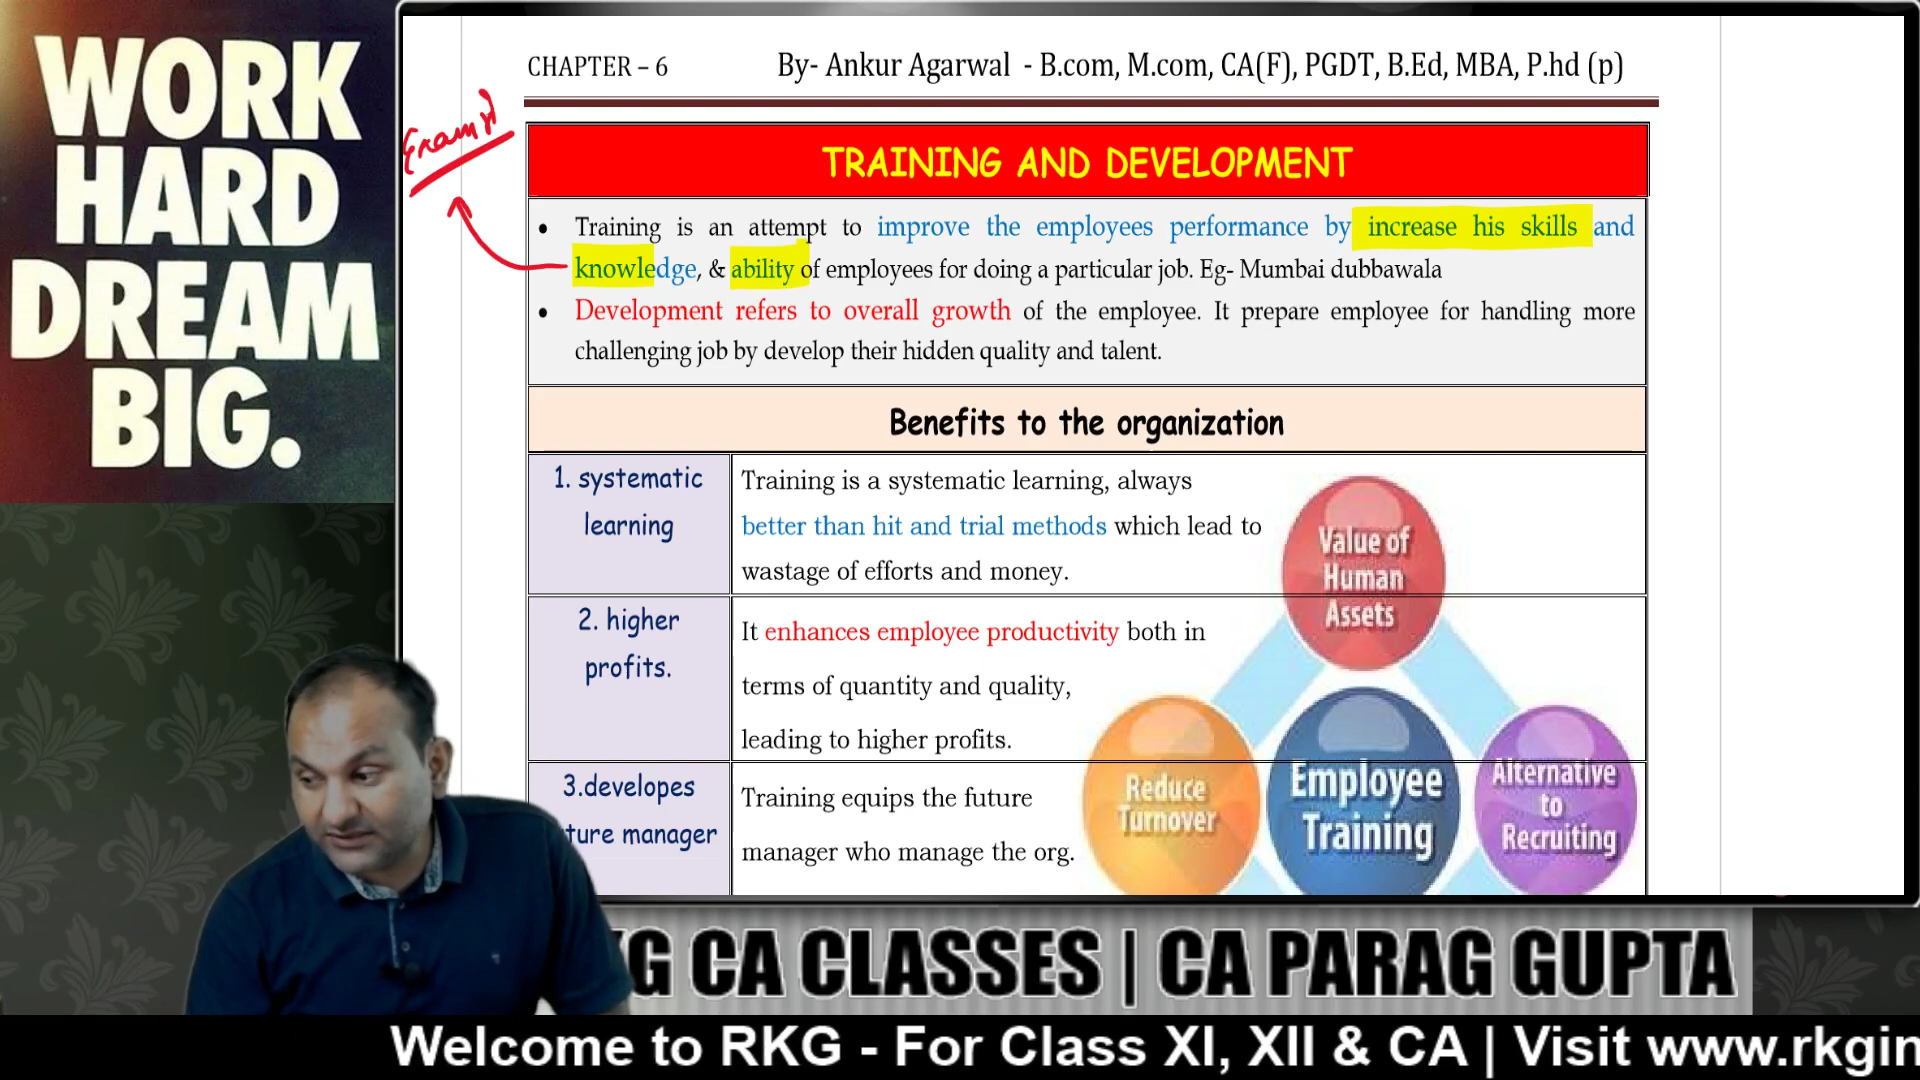 WORK
HARD
DREAM
BIG.
CHAPTER – 6
By- Ankur Agarwal - B.com, M.com, CA(F), PGDT, B.Ed, MBA, P.hd (p)
TRAINING AND DEVELOPMENT
• Training is an attempt to improve the employees performance by increase his skills and
knowledge, & ability of employees for doing a particular job. Eg- Mumbai dubbawala
• Development refers to overall growth of the employee. It prepare employee for handling more
challenging job by develop their hidden quality and talent.
Benefits to the organization
1. systematic
learning
Training is a systematic learning, always
better than hit and trial methods which lead to
wastage of efforts and money.
2. higher
profits.
It enhances employee productivity both in
terms of quantity and quality,
leading to higher profits.
3.developes
ture manager
Training equips the future
manager who manage the org.
Value of
Human
Assets
Reduce
Turnover
Employee
Training
Alternative
to
Recruiting
G CA CLASSES | CA PARAG GUPTA
Welcome to RKG - For Class XI, XII & CA | Visit www.rkgin